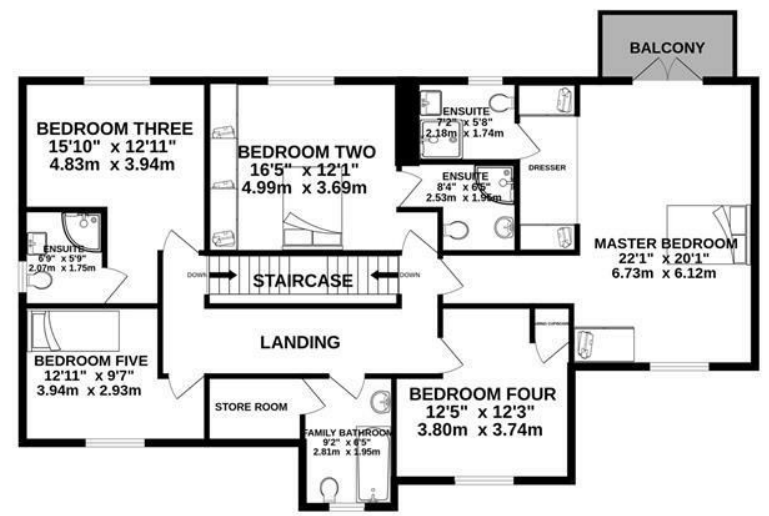 BALCONY
BEDROOM THREE
15'10" x 12'11"
4.83m x 3.94m
BEDROOM TWO
16'5" x 12'1"
4.99m x 3.69m
ENSUITE
7'2" x 5'8"
2.18m x 1.74m
DRESSER
ENSUITE
8'4" x 6'5"
2.53m x 1.95m
MASTER BEDROOM
22'1" x 20'1"
6.73m x 6.12m
ENSUITE
6'9" x 5'9"
2.07m x 1.75m
DOWN
STAIRCASE
DOWN
LANDING
BEDROOM FIVE
12'11" x 9'7"
3.94m x 2.93m
STORE ROOM
FAMILY BATHROOM
9'2" x 6'5"
2.81m x 1.95m
BEDROOM FOUR
12'5" x 12'3"
3.80m x 3.74m